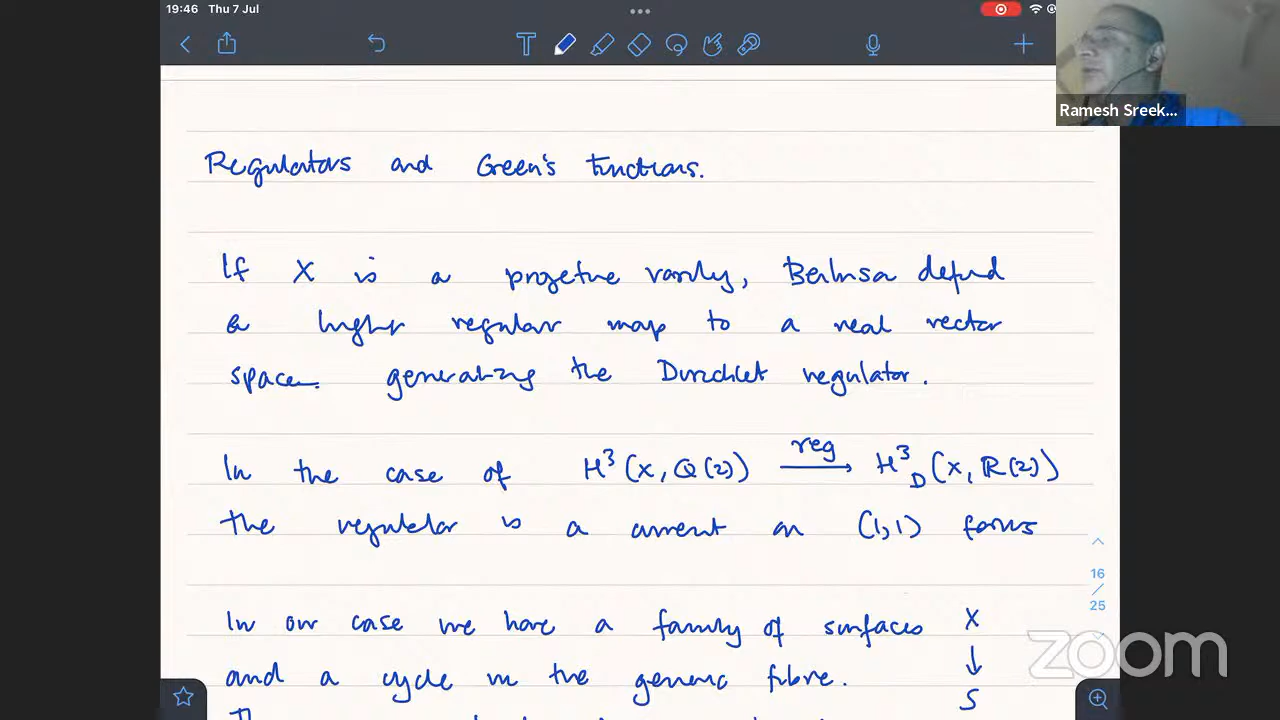 19:46 Thu 7 Jul
Ramesh Sreek...
Regulators and Green's functions.
If X is a projective variety, Beilinson defined
a higher regulator map to a real vector
space generalizing the Dirichlet regulator.
In the case of H³(X, Q(2)) reg→ H³_D(X, R(2))
the regulator is a current on (1,1) forms
16
/
25
In our case we have a family of surfaces X
↓
and a cycle in the generic fibre. S
zoom